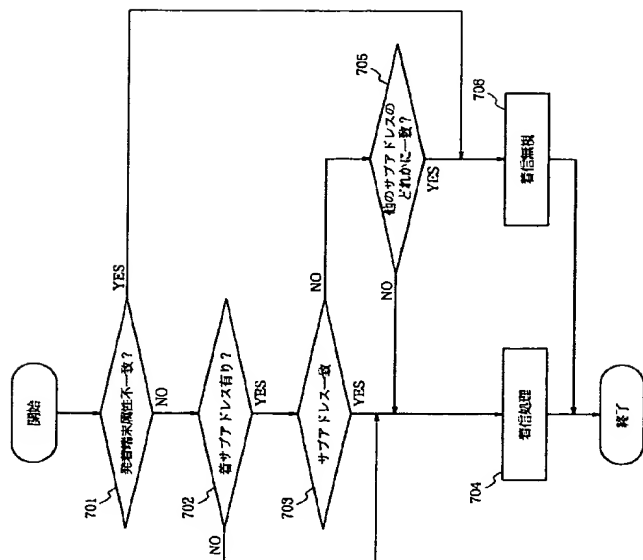 開始
発着端末属性不一致?
701
YES
NO
着サブアドレス有り?
702
NO
YES
サブアドレス一致
703
NO
YES
他のサブアドレスの
どれかに一致?
705
NO
YES
着信処理
704
着信無視
706
終了